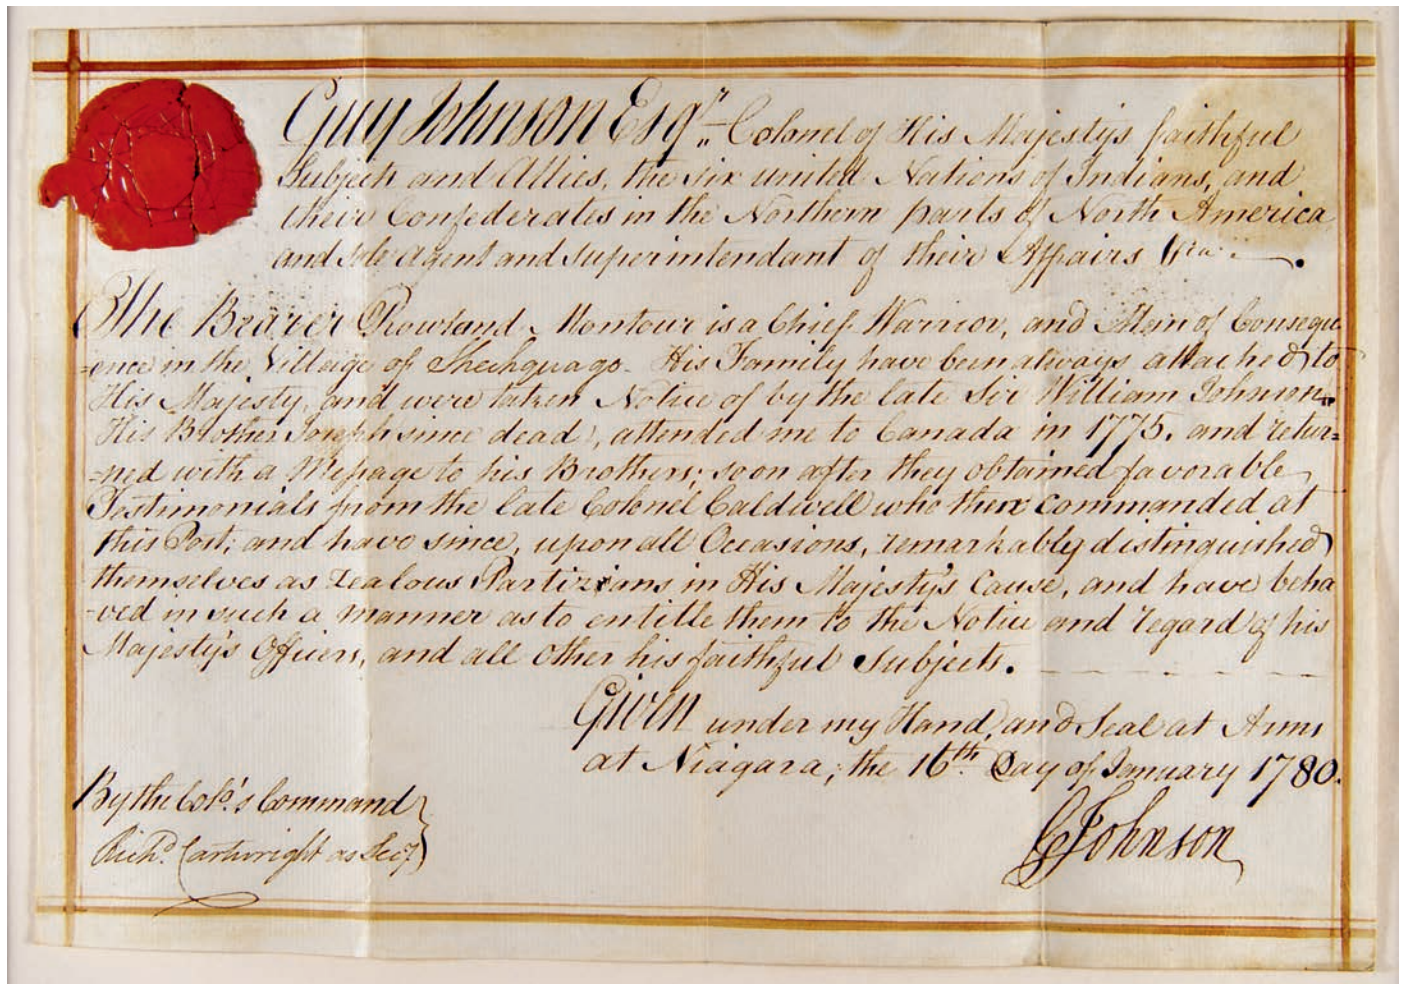 Guy Johnson Esqr. Colonel of His Majestys faithful
Subjects and Allies, the six united Nations of Indians, and
their Confederates in the Northern parts of North America
and sole Agent and Superintendant of their Affairs &ca.
The Bearer Rowland Montour is a Chief Warrior, and Man of Consequ
=ence in the Village of Shechquago. His Family have been always attached to
His Majesty, and were taken Notice of by the late Sir William Johnson.
His Brother Joseph since dead, attended me to Canada in 1775. and retur=
=ned with a Message to his Brothers; soon after they obtained favorable
Testimonials from the late Colonel Caldwell who then commanded at
this Post, and have since, upon all Occasions, remarkably distinguished
themselves as zealous Partizans in His Majesty's Cause, and have beha
=ved in such a manner as to entitle them to the Notice and regard of his
Majesty's Officers, and all other his faithful Subjects.
Given under my Hand, and Seal at Arms
at Niagara, the 16th. Day of January 1780.
By the Colo.'s Command
Richd. Cartwright as Secy
GJohnson